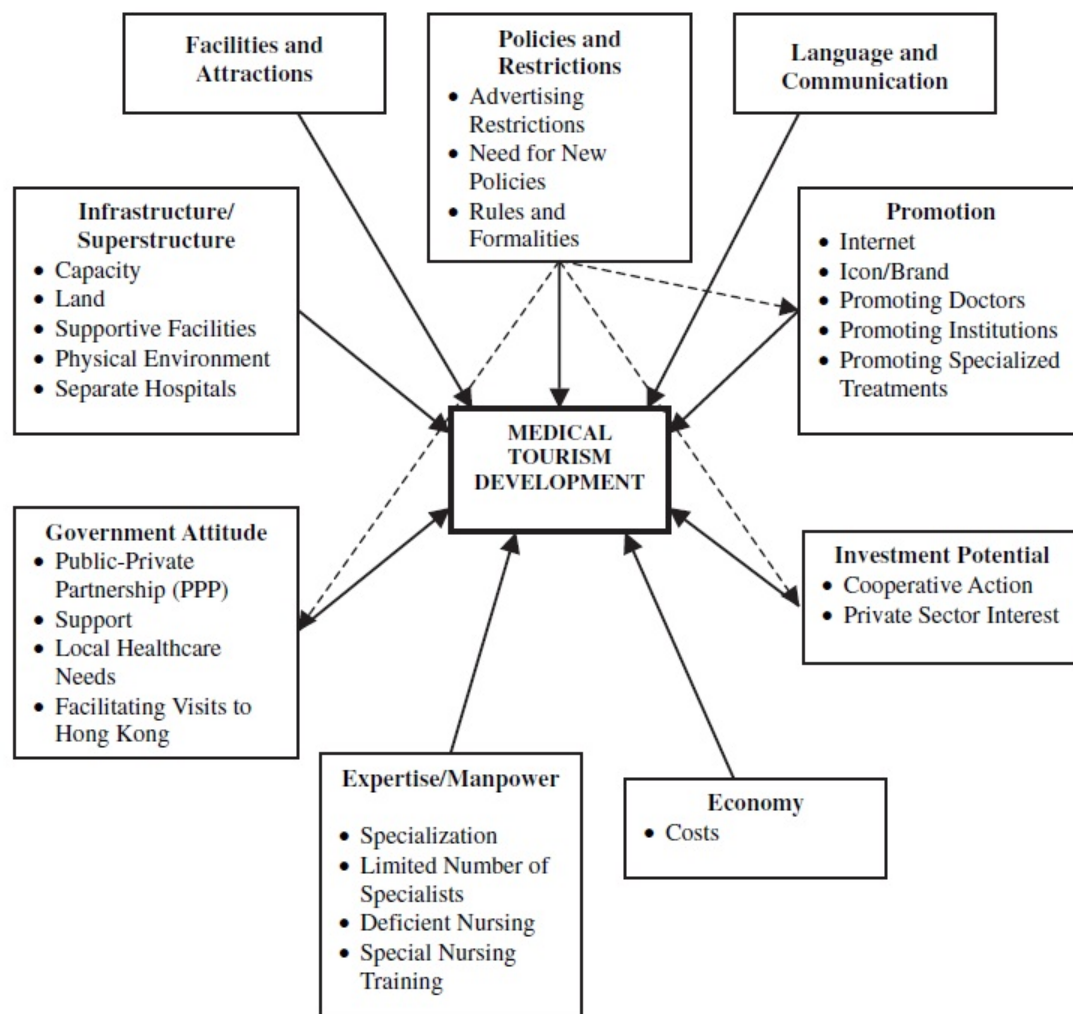 Facilities and
Attractions
Policies and
Restrictions
• Advertising
Restrictions
• Need for New
Policies
• Rules and
Formalities
Language and
Communication
Infrastructure/
Superstructure
• Capacity
• Land
• Supportive Facilities
• Physical Environment
• Separate Hospitals
Promotion
• Internet
• Icon/Brand
• Promoting Doctors
• Promoting Institutions
• Promoting Specialized
Treatments
MEDICAL
TOURISM
DEVELOPMENT
Government Attitude
• Public-Private
Partnership (PPP)
• Support
• Local Healthcare
Needs
• Facilitating Visits to
Hong Kong
Investment Potential
• Cooperative Action
• Private Sector Interest
Expertise/Manpower
• Specialization
• Limited Number of
Specialists
• Deficient Nursing
• Special Nursing
Training
Economy
• Costs